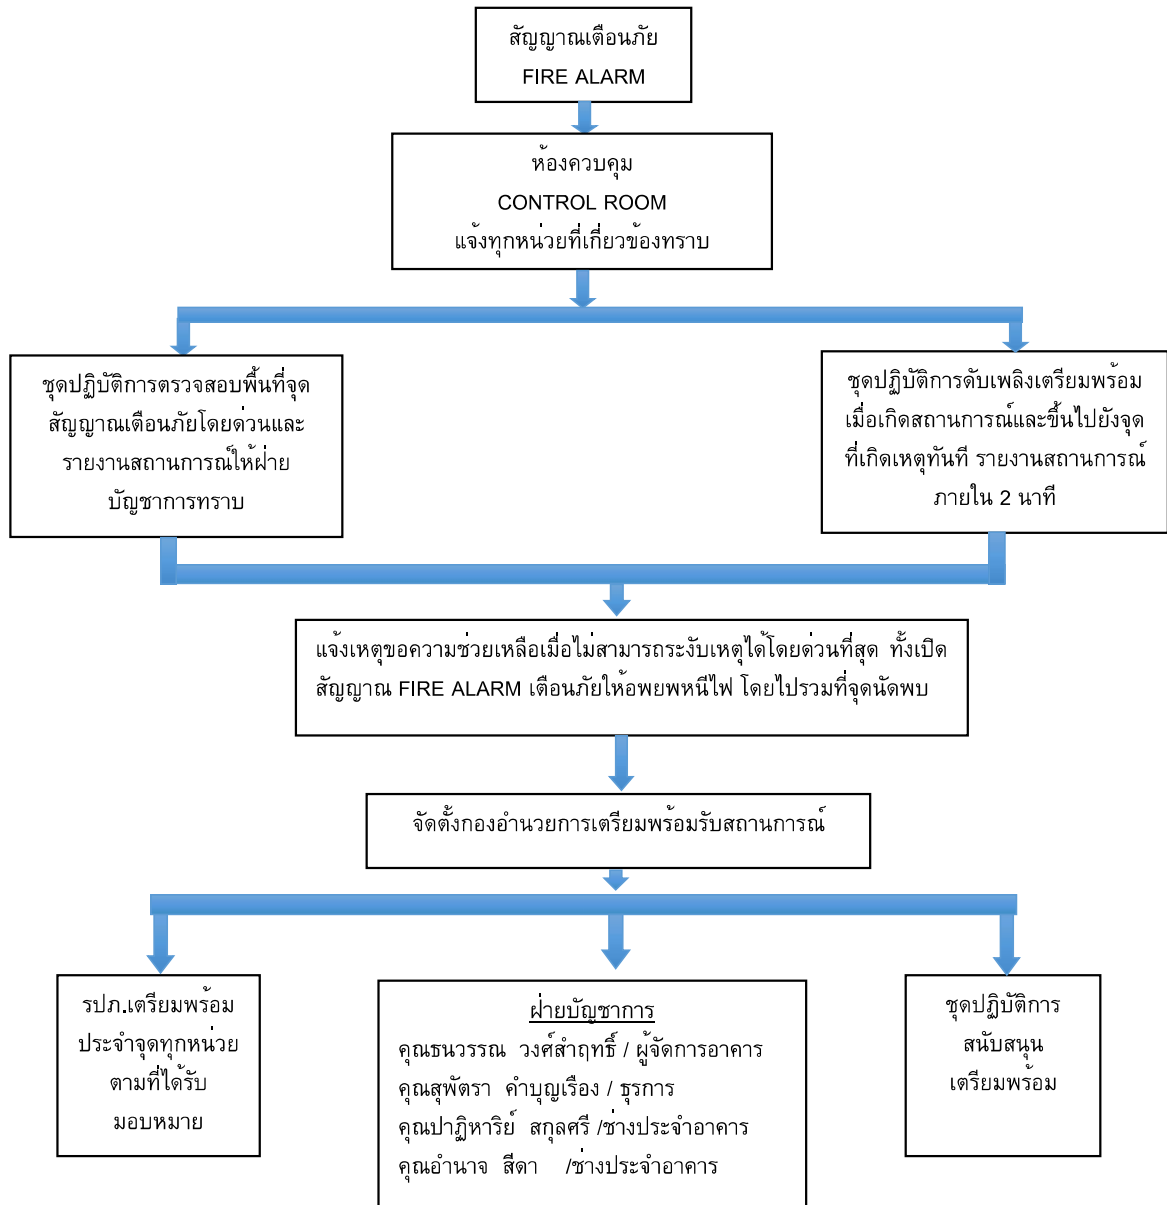 สัญญาณเตือนภัย
FIRE ALARM
ห้องควบคุม
CONTROL ROOM
แจ้งทุกหน่วยที่เกี่ยวข้องทราบ
ชุดปฏิบัติการตรวจสอบพื้นที่จุด
สัญญาณเตือนภัยโดยด่วนและ
รายงานสถานการณ์ให้ฝ่าย
บัญชาการทราบ
ชุดปฏิบัติการดับเพลิงเตรียมพร้อม
เมื่อเกิดสถานการณ์และขึ้นไปยังจุด
ที่เกิดเหตุทันที รายงานสถานการณ์
ภายใน 2 นาที
แจ้งเหตุขอความช่วยเหลือเมื่อไม่สามารถระงับเหตุได้โดยด่วนที่สุด ทั้งเปิด
สัญญาณ FIRE ALARM เตือนภัยให้อพยพหนีไฟ โดยไปรวมที่จุดนัดพบ
จัดตั้งกองอำนวยการเตรียมพร้อมรับสถานการณ์
รปภ.เตรียมพร้อม
ประจำจุดทุกหน่วย
ตามที่ได้รับ
มอบหมาย
ฝ่ายบัญชาการ
คุณธนวรรณ วงศ์สำฤทธิ์ / ผู้จัดการอาคาร
คุณสุพัตรา คำบุญเรือง / ธุรการ
คุณปาฏิหาริย์ สกุลศรี /ช่างประจำอาคาร
คุณอำนาจ สีดา /ช่างประจำอาคาร
ชุดปฏิบัติการ
สนับสนุน
เตรียมพร้อม